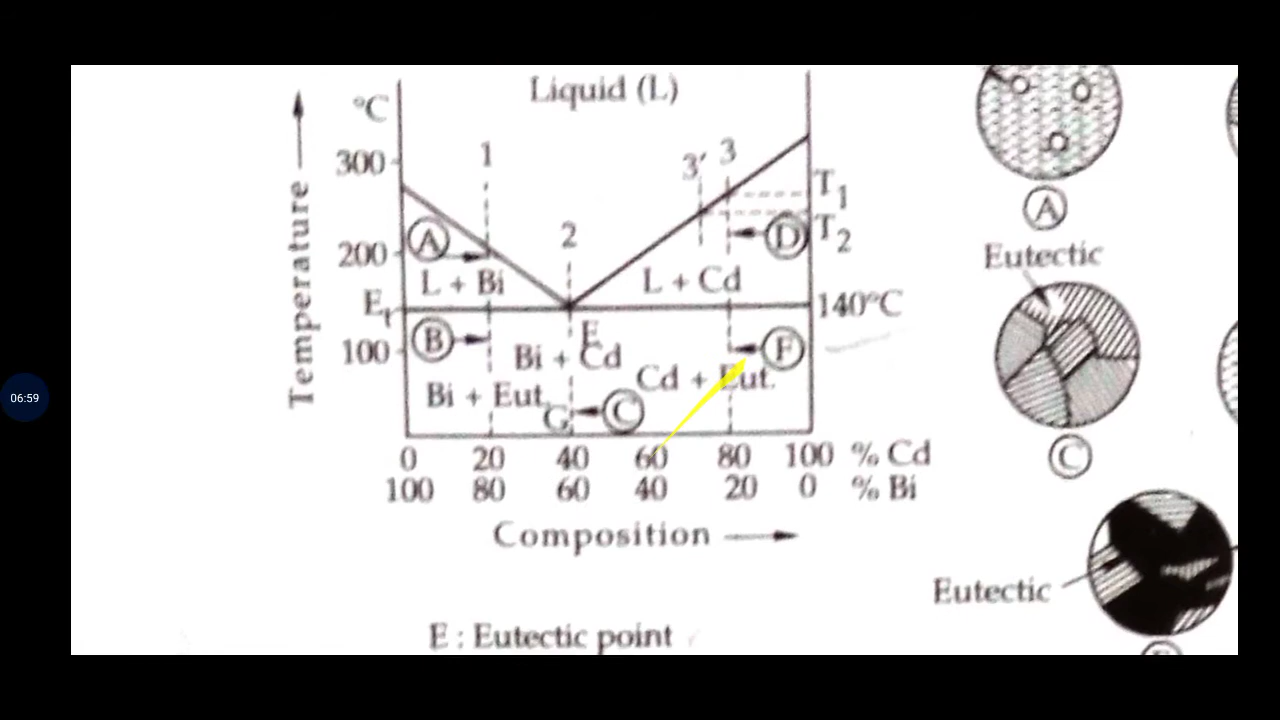 Liquid (L)
°C
300
200
E₁
100
Temperature
1
2
3′ 3
T₁
T₂
A
D
L + Bi
L + Cd
140°C
B
E
F
Bi + Cd
Cd + Eut.
Bi + Eut.
G
C
0 20 40 60 80 100 % Cd
100 80 60 40 20 0 % Bi
Composition
E : Eutectic point
A
Eutectic
C
Eutectic
06:59